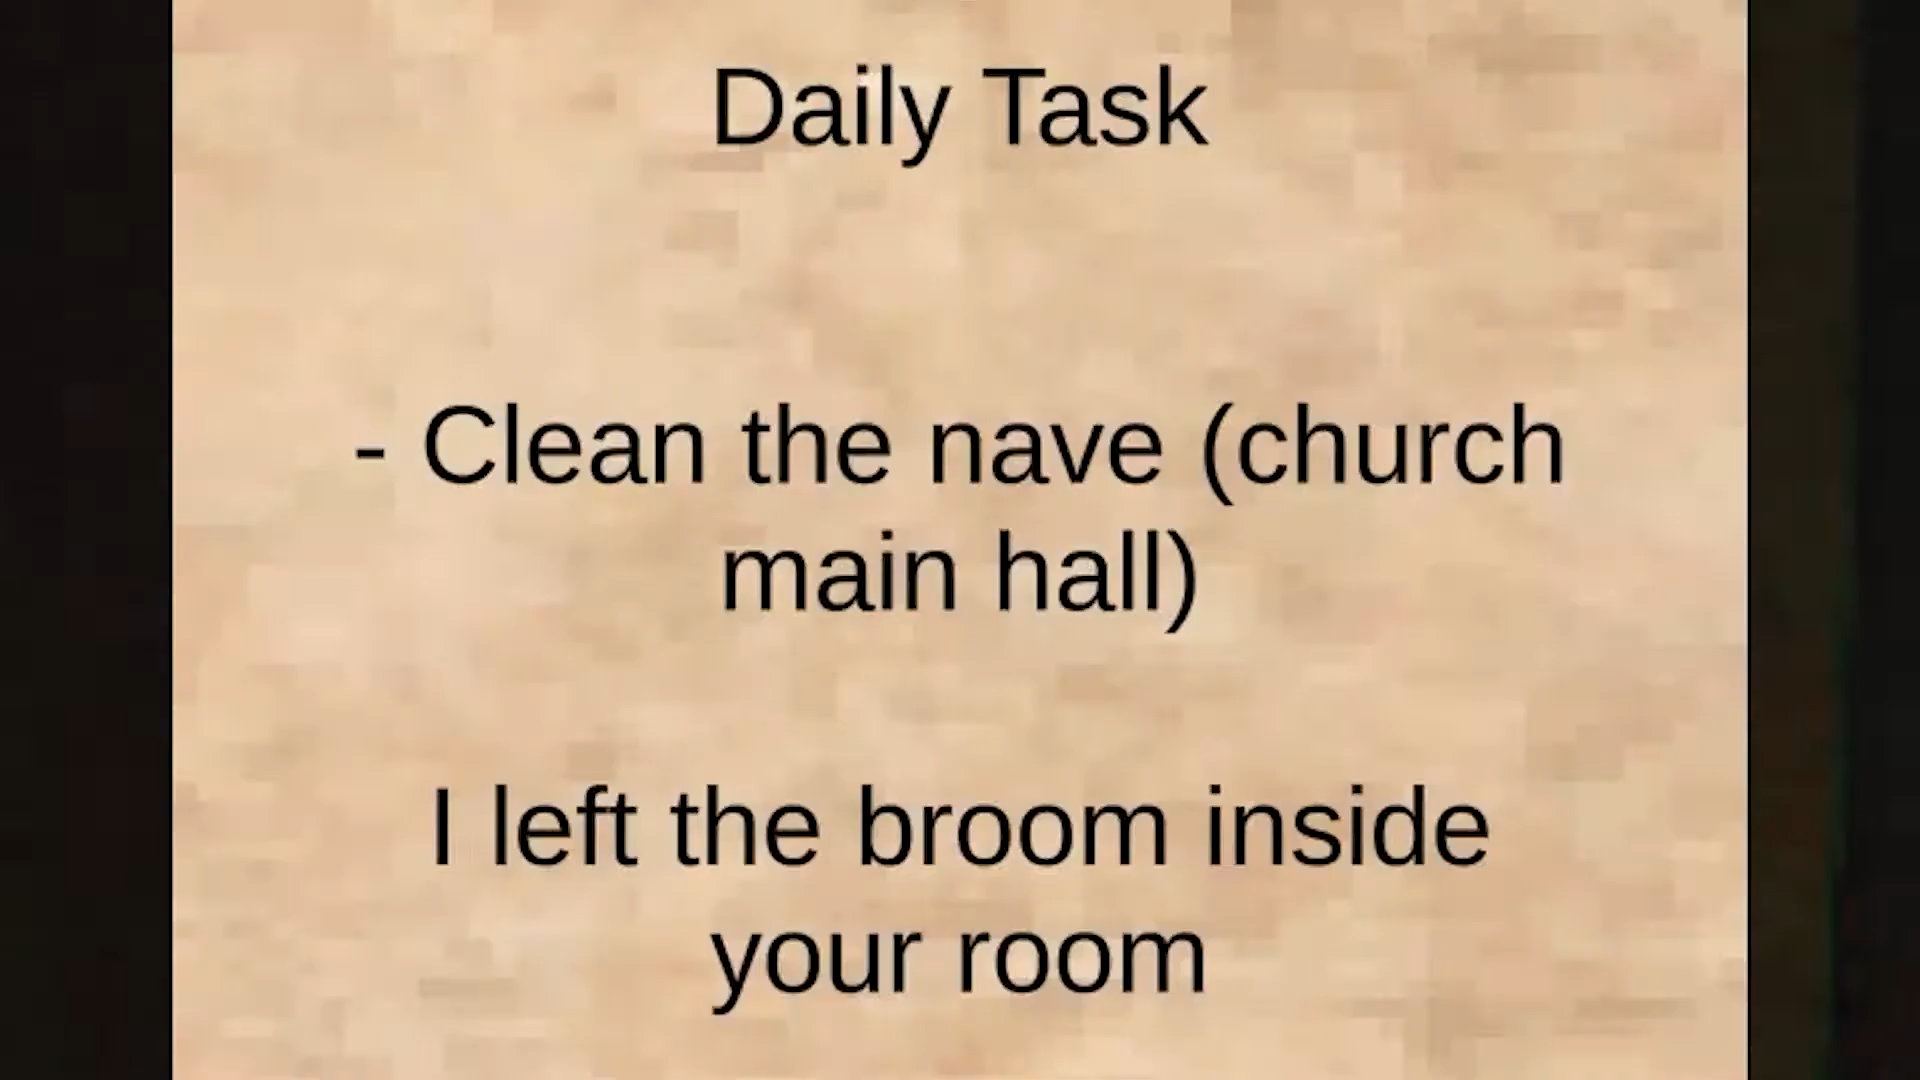 Daily Task
- Clean the nave (church
main hall)
I left the broom inside
your room